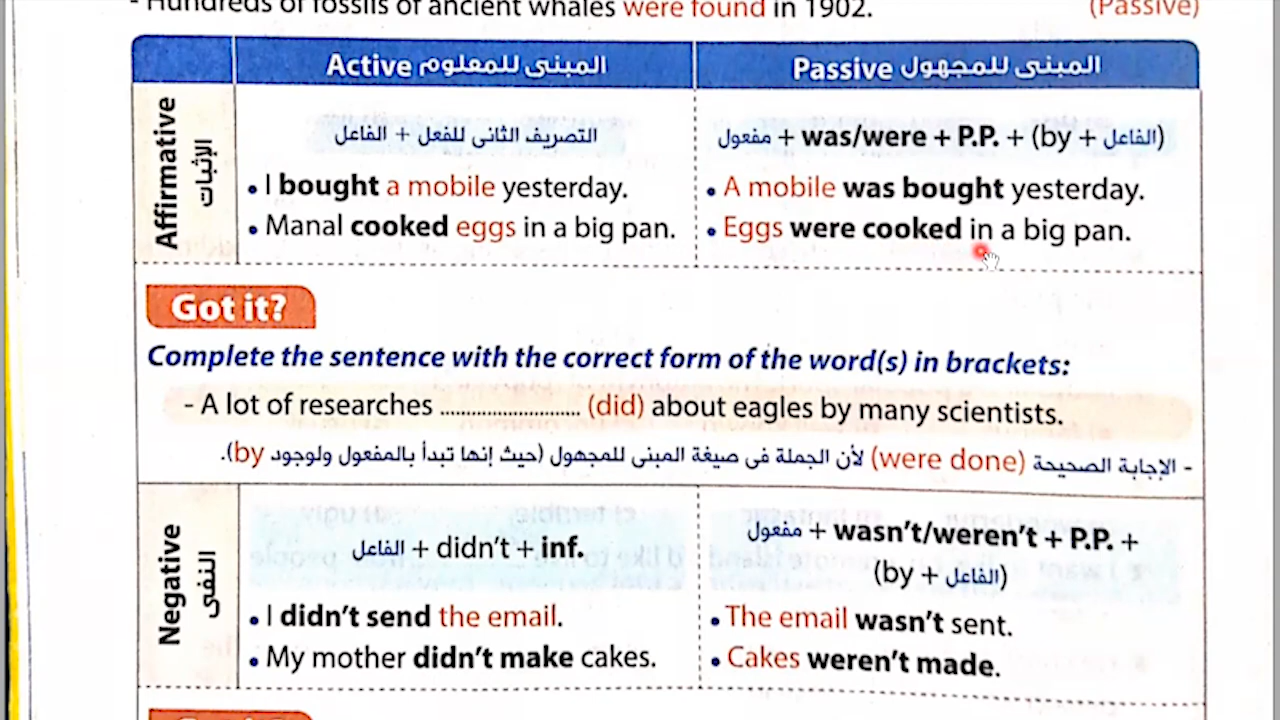 - Hundreds of fossils of ancient whales were found in 1902. (Passive)
Active المبنى للمعلوم
Passive المبنى للمجهول
Affirmative
الإثبات
التصريف الثانى للفعل + الفاعل
مفعول + was/were + P.P. + (by + الفاعل)
• I bought a mobile yesterday.
• Manal cooked eggs in a big pan.
• A mobile was bought yesterday.
• Eggs were cooked in a big pan.
Got it?
Complete the sentence with the correct form of the word(s) in brackets:
- A lot of researches ............................ (did) about eagles by many scientists.
- الإجابة الصحيحة (were done) لأن الجملة فى صيغة المبنى للمجهول (حيث إنها تبدأ بالمفعول ولوجود by).
Negative
النفى
الفاعل + didn't + inf.
مفعول + wasn't/weren't + P.P. +
(by + الفاعل)
• I didn't send the email.
• My mother didn't make cakes.
• The email wasn't sent.
• Cakes weren't made.